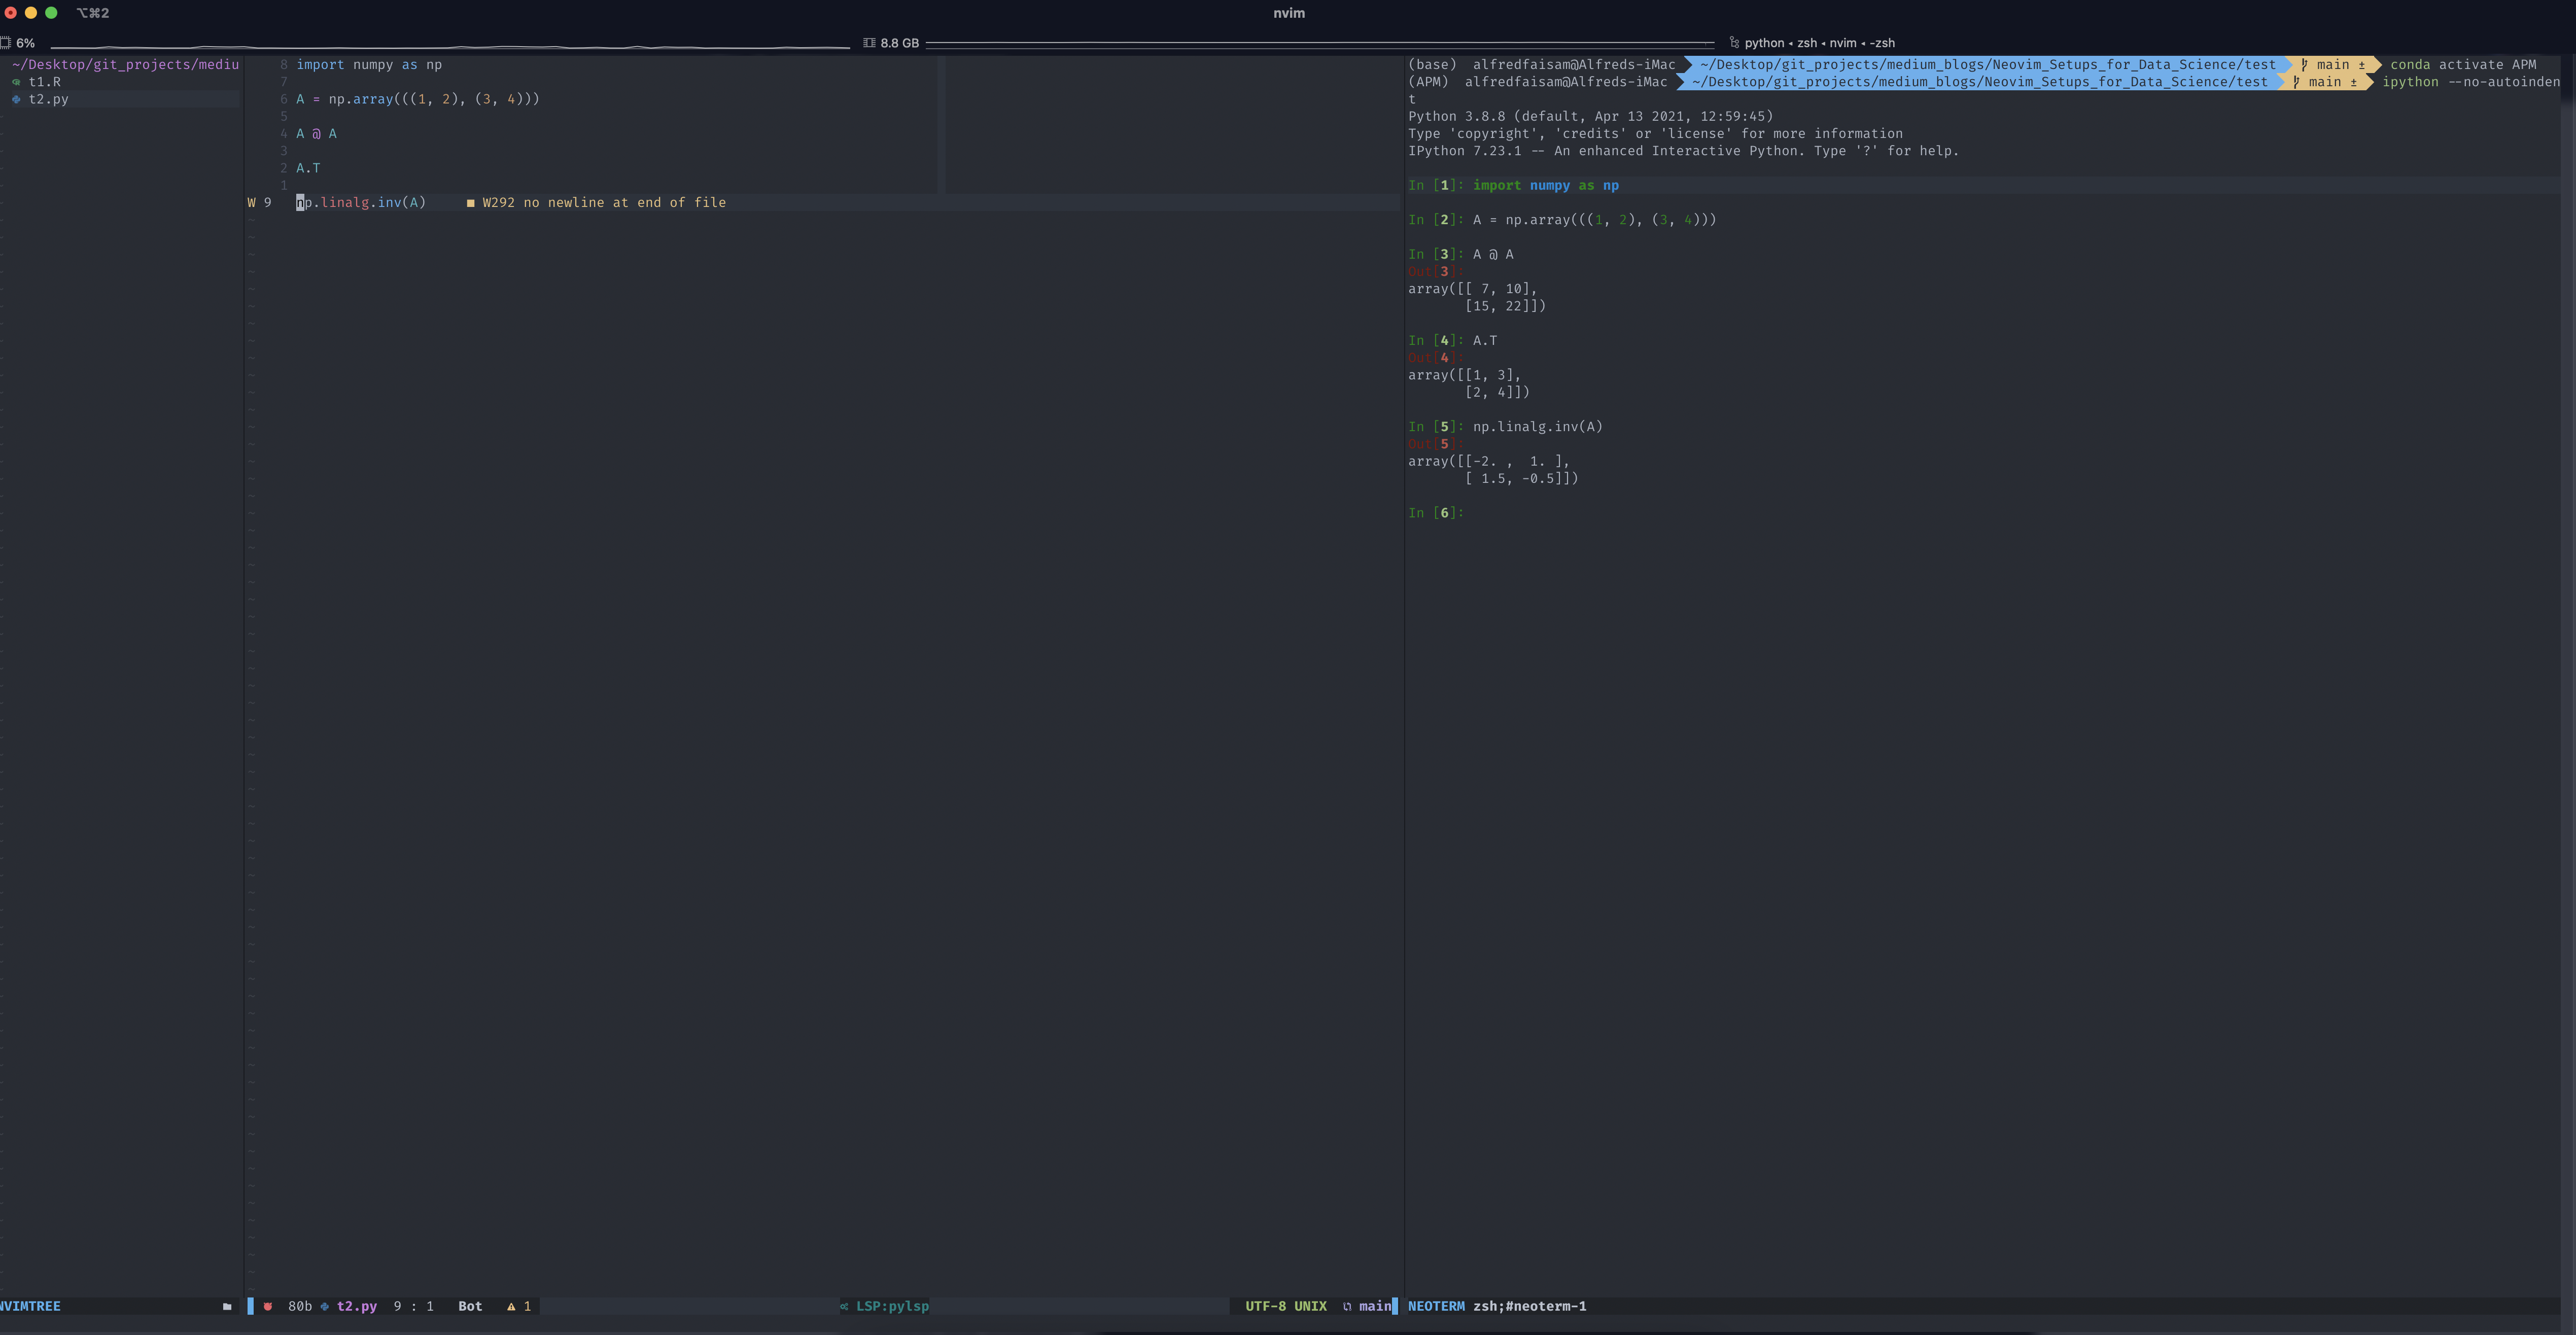 ⌥⌘2
nvim
6%
8.8 GB
python ◂ zsh ◂ nvim ◂ -zsh
~/Desktop/git_projects/mediu
t1.R
t2.py
8 import numpy as np
7
6 A = np.array(((1, 2), (3, 4)))
5
4 A @ A
3
2 A.T
1
W 9 np.linalg.inv(A) ■ W292 no newline at end of file
(base) alfredfaisam@Alfreds-iMac ~/Desktop/git_projects/medium_blogs/Neovim_Setups_for_Data_Science/test main ± conda activate APM
(APM) alfredfaisam@Alfreds-iMac ~/Desktop/git_projects/medium_blogs/Neovim_Setups_for_Data_Science/test main ± ipython --no-autoinden
t
Python 3.8.8 (default, Apr 13 2021, 12:59:45)
Type 'copyright', 'credits' or 'license' for more information
IPython 7.23.1 -- An enhanced Interactive Python. Type '?' for help.
In [1]: import numpy as np
In [2]: A = np.array(((1, 2), (3, 4)))
In [3]: A @ A
Out[3]:
array([[ 7, 10],
[15, 22]])
In [4]: A.T
Out[4]:
array([[1, 3],
[2, 4]])
In [5]: np.linalg.inv(A)
Out[5]:
array([[-2. ,  1. ],
[ 1.5, -0.5]])
In [6]:
NVIMTREE
80b t2.py 9 : 1 Bot 1
LSP:pylsp
UTF-8 UNIX main
NEOTERM zsh;#neoterm-1